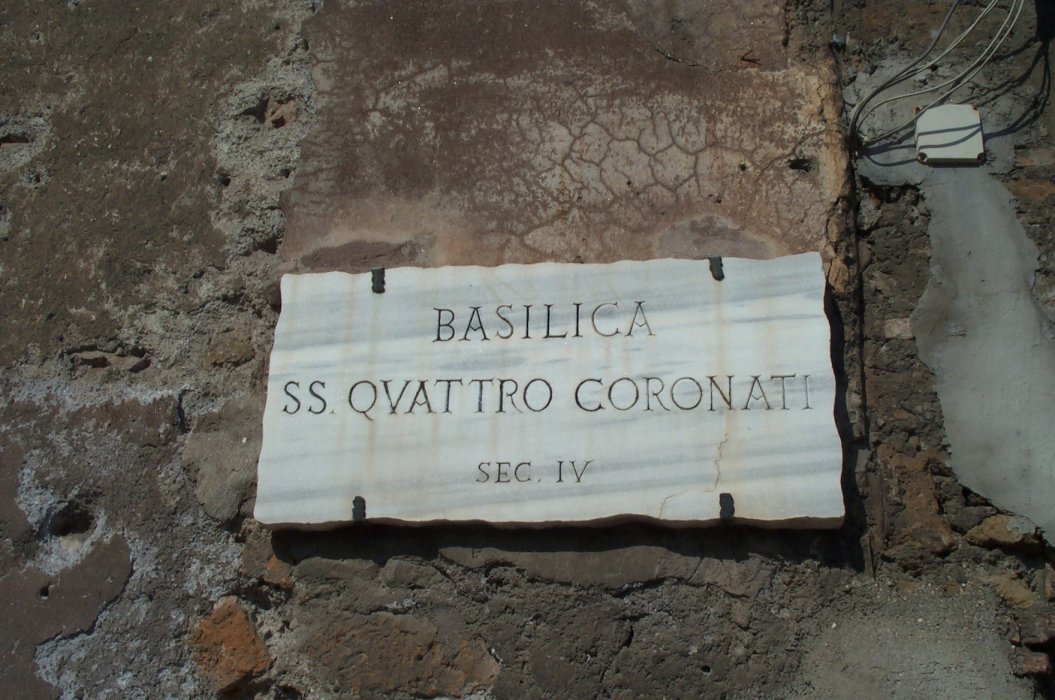 BASILICA
SS. QVATTRO CORONATI
SEC. IV